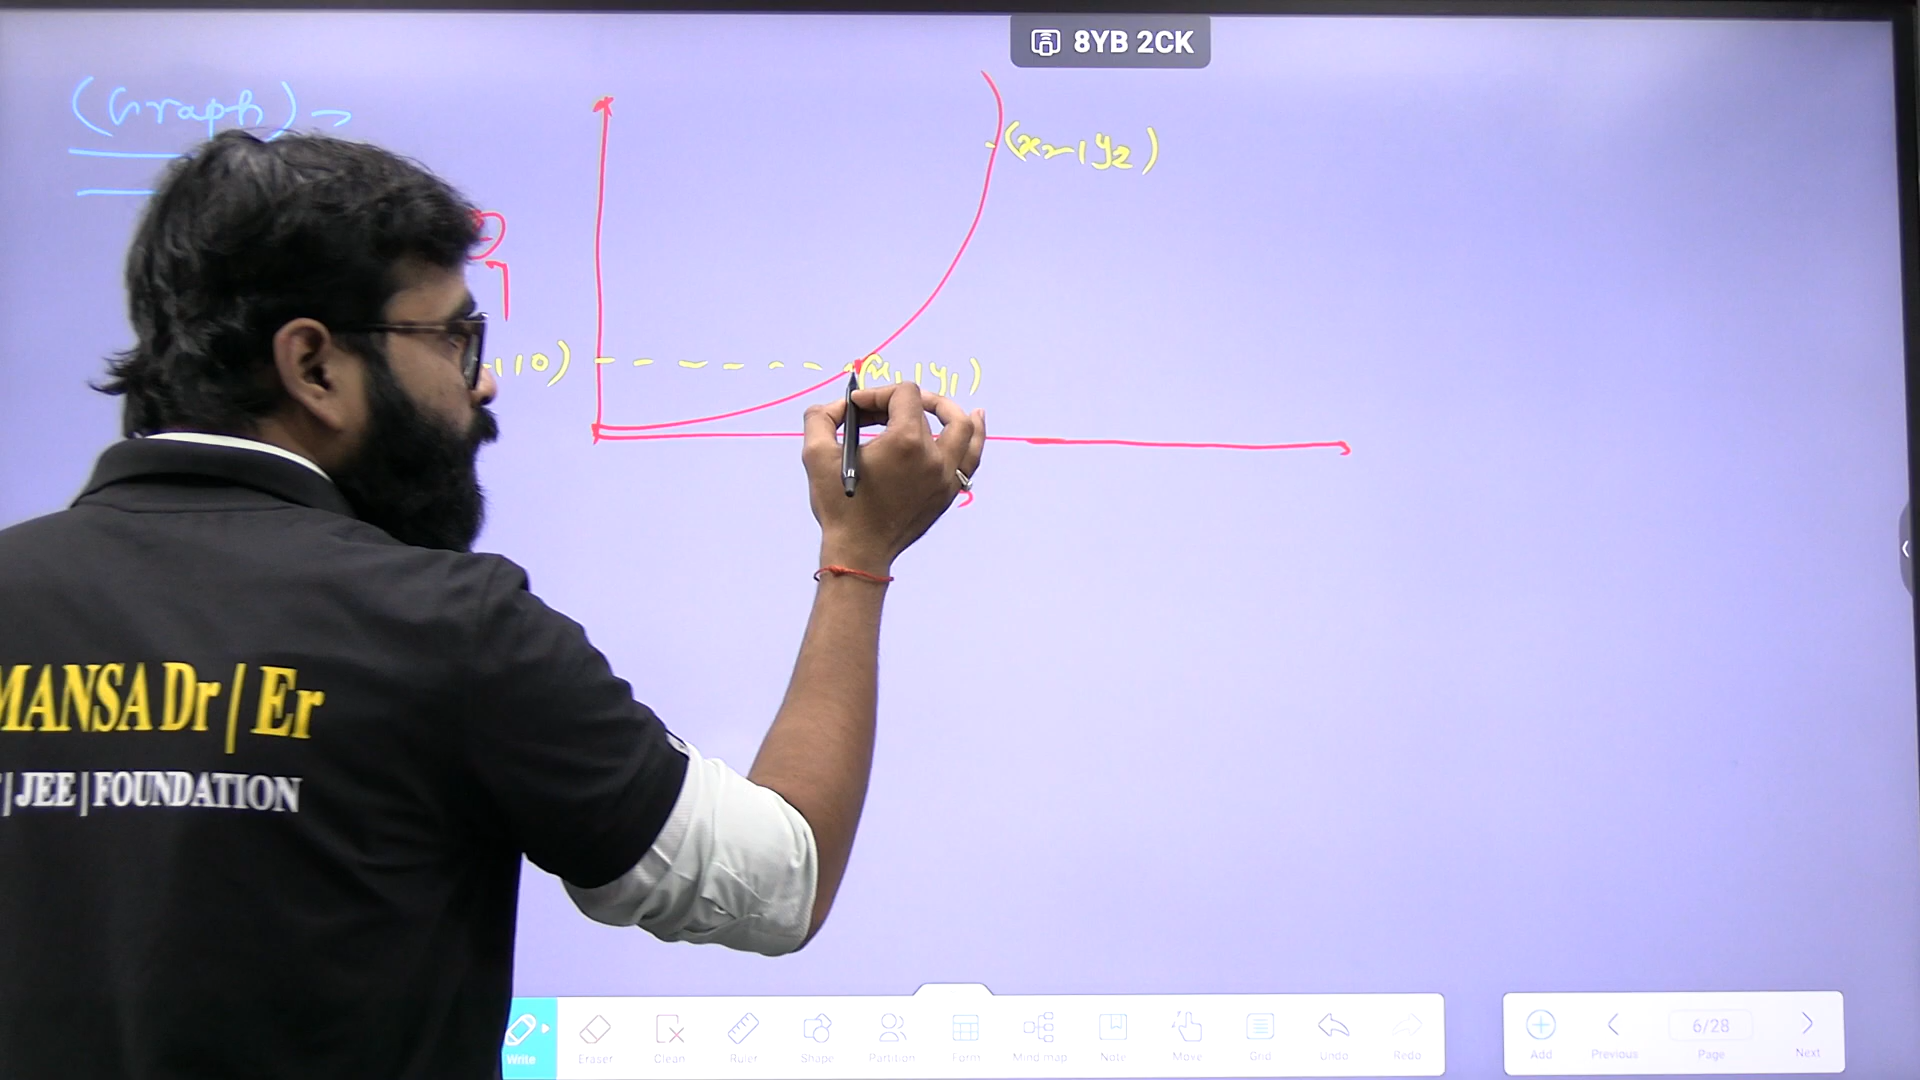 8YB 2CK
(Graph) →
(x₂, y₂)
(x₁, y₁)
MANSA Dr | Er
| JEE | FOUNDATION
Write
Eraser
Clean
Ruler
Shape
Partition
Form
Mind map
Note
Move
Grid
Undo
Redo
Add
Previous
6/28
Page
Next